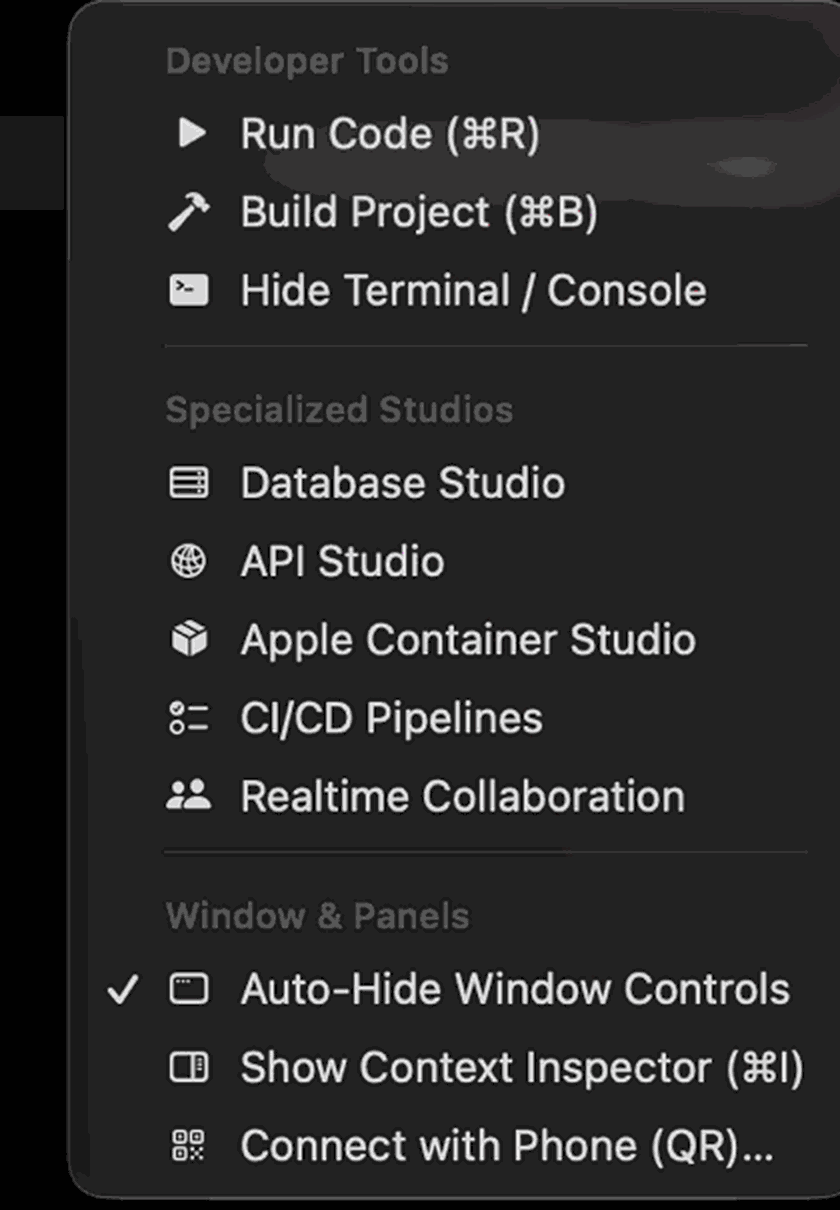 Developer Tools
Run Code (⌘R)
Build Project (⌘B)
Hide Terminal / Console
Specialized Studios
Database Studio
API Studio
Apple Container Studio
CI/CD Pipelines
Realtime Collaboration
Window & Panels
Auto-Hide Window Controls
Show Context Inspector (⌘I)
Connect with Phone (QR)...